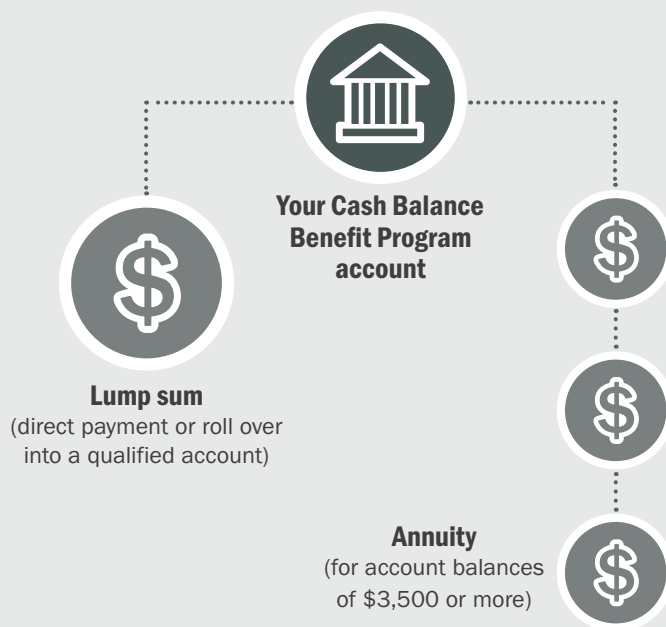 Your Cash Balance
Benefit Program
account
Lump sum
(direct payment or roll over
into a qualified account)
Annuity
(for account balances
of $3,500 or more)
$
$
$
$